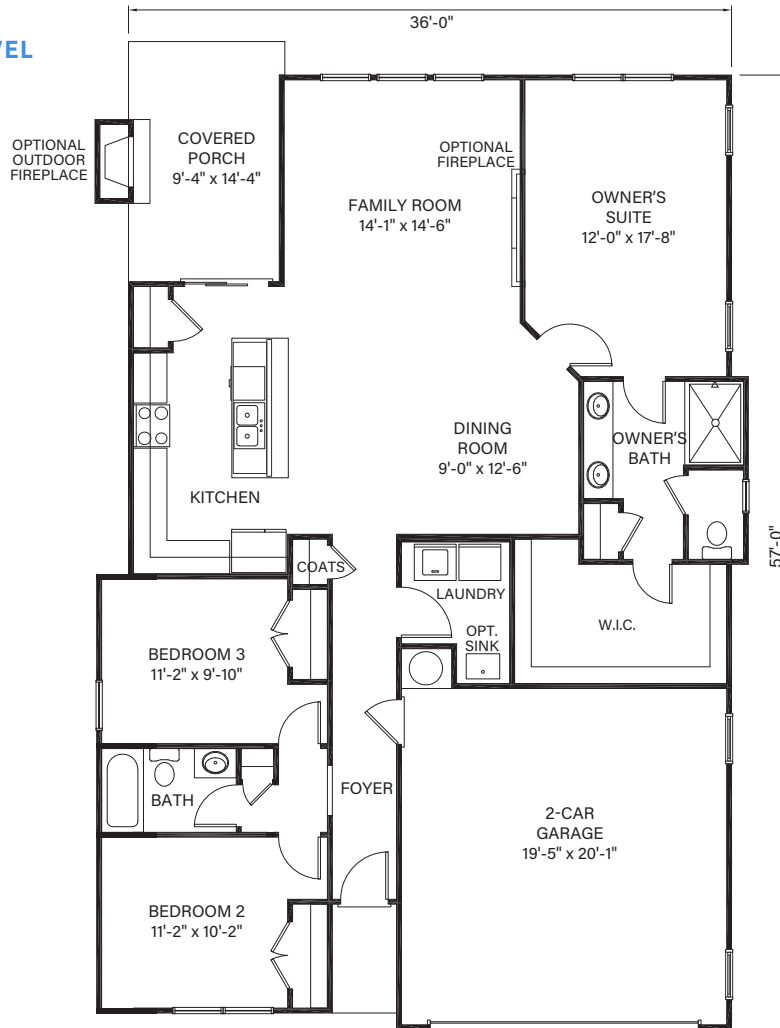 36'-0"
VEL
OPTIONAL
OUTDOOR
FIREPLACE
COVERED
PORCH
9'-4" x 14'-4"
OPTIONAL
FIREPLACE
FAMILY ROOM
14'-1" x 14'-6"
OWNER'S
SUITE
12'-0" x 17'-8"
DINING
ROOM
9'-0" x 12'-6"
OWNER'S
BATH
KITCHEN
57'-0"
COATS
LAUNDRY
OPT.
SINK
W.I.C.
BEDROOM 3
11'-2" x 9'-10"
BATH
FOYER
2-CAR
GARAGE
19'-5" x 20'-1"
BEDROOM 2
11'-2" x 10'-2"